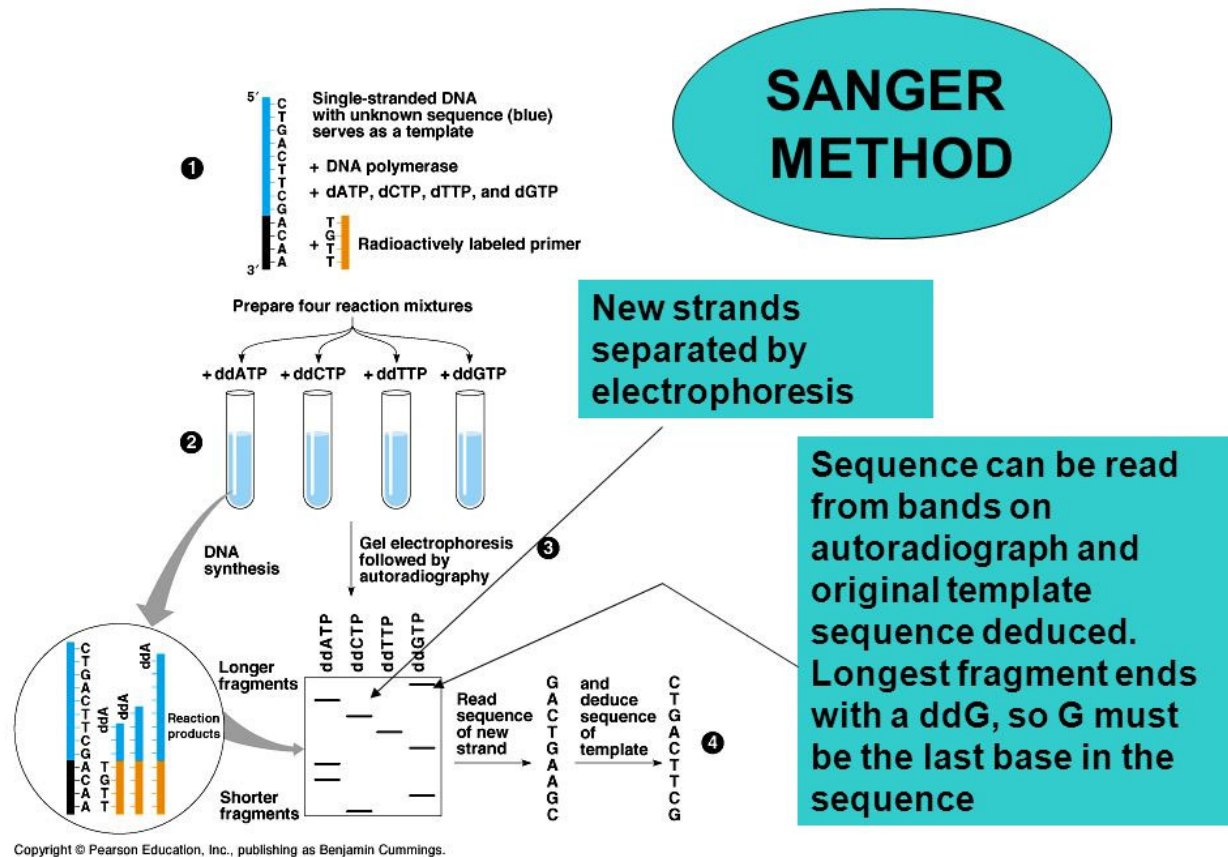 SANGER
METHOD
5′
C
T
G
A
C
T
T
C
G
A
C
A
A
3′
Single-stranded DNA
with unknown sequence (blue)
serves as a template
1
+ DNA polymerase
+ dATP, dCTP, dTTP, and dGTP
+
T
G
T
T
Radioactively labeled primer
Prepare four reaction mixtures
+ ddATP + ddCTP + ddTTP + ddGTP
2
New strands
separated by
electrophoresis
DNA
synthesis
Gel electrophoresis
followed by
autoradiography
3
Sequence can be read
from bands on
autoradiograph and
original template
sequence deduced.
Longest fragment ends
with a ddG, so G must
be the last base in the
sequence
C
T
G
A
C
T
T
C
G
A
C
A
A
ddA
ddA
ddA
T
G
T
T
Reaction
products
ddATP
ddCTP
ddTTP
ddGTP
Longer
fragments
Shorter
fragments
Read
sequence
of new
strand
G
A
C
T
G
A
A
G
C
and
deduce
sequence
of
template
C
T
G
A
C
T
T
C
G
4
Copyright © Pearson Education, Inc., publishing as Benjamin Cummings.